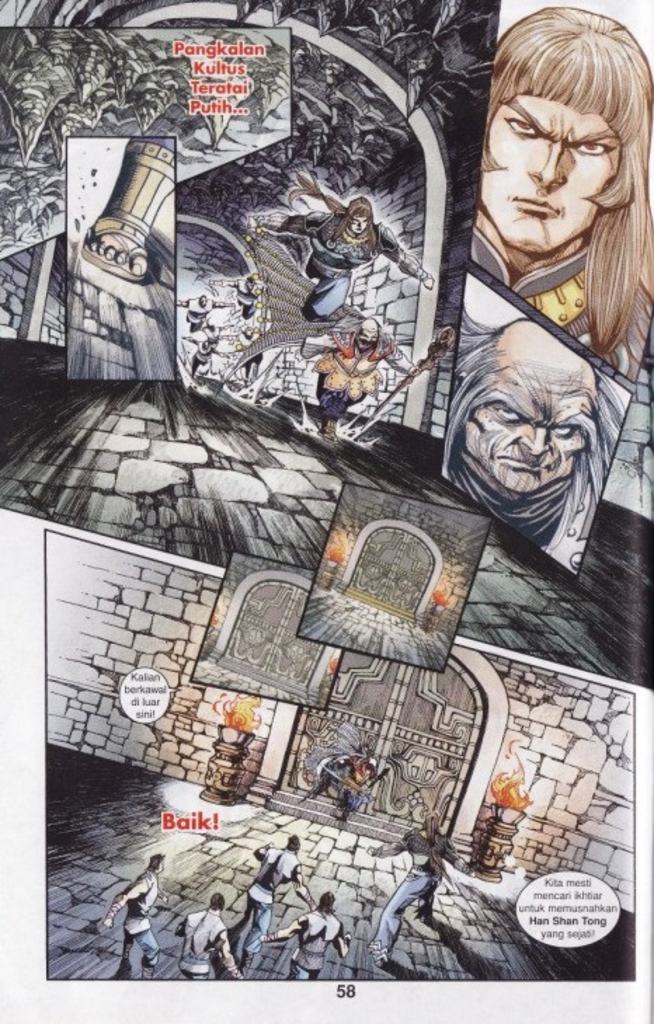 Pangkalan
Kultus
Teratai
Putih...
Kalian
berkawal
di luar
sini!
Baik!
Kita mesti
mencari ikhtiar
untuk memusnahkan
Han Shan Tong
yang sejati!
58